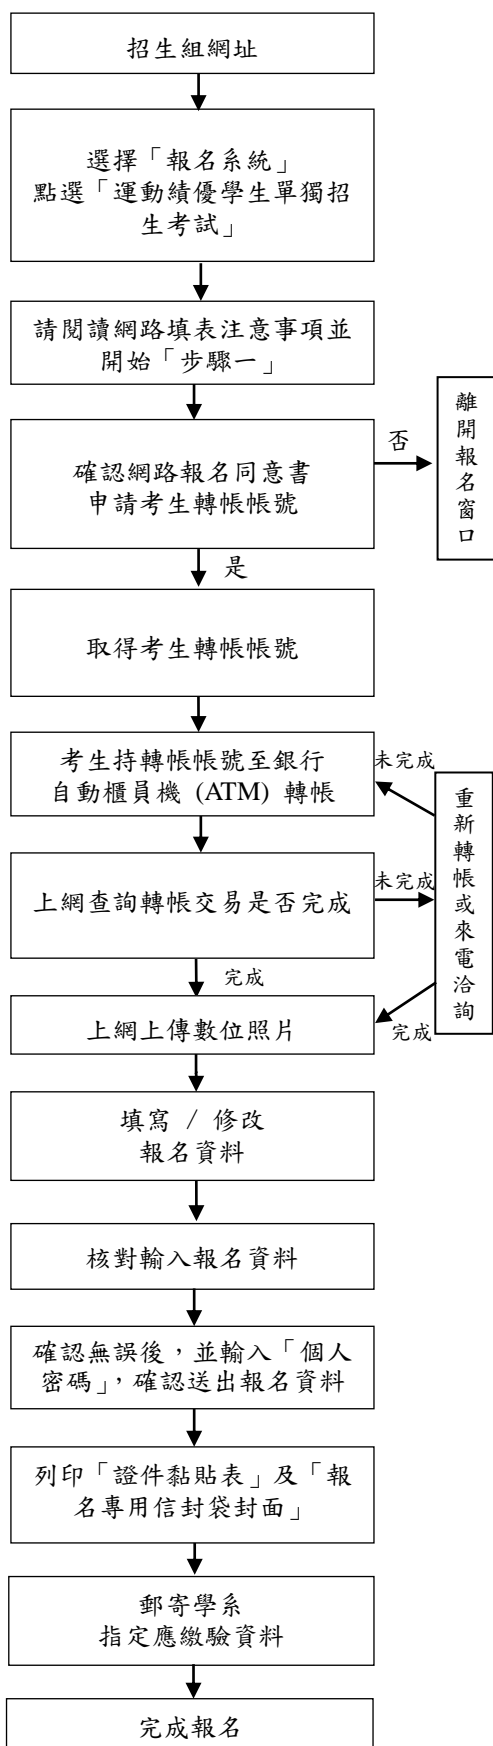 招生組網址
選擇「報名系統」
點選「運動績優學生單獨招
生考試」
請閱讀網路填表注意事項並
開始「步驟一」
確認網路報名同意書
申請考生轉帳帳號
否
離開報名窗口
是
取得考生轉帳帳號
考生持轉帳帳號至銀行
自動櫃員機 (ATM) 轉帳
未完成
上網查詢轉帳交易是否完成
未完成
重新轉帳或來電洽詢
完成
上網上傳數位照片
完成
填寫 / 修改
報名資料
核對輸入報名資料
確認無誤後，並輸入「個人
密碼」，確認送出報名資料
列印「證件黏貼表」及「報
名專用信封袋封面」
郵寄學系
指定應繳驗資料
完成報名